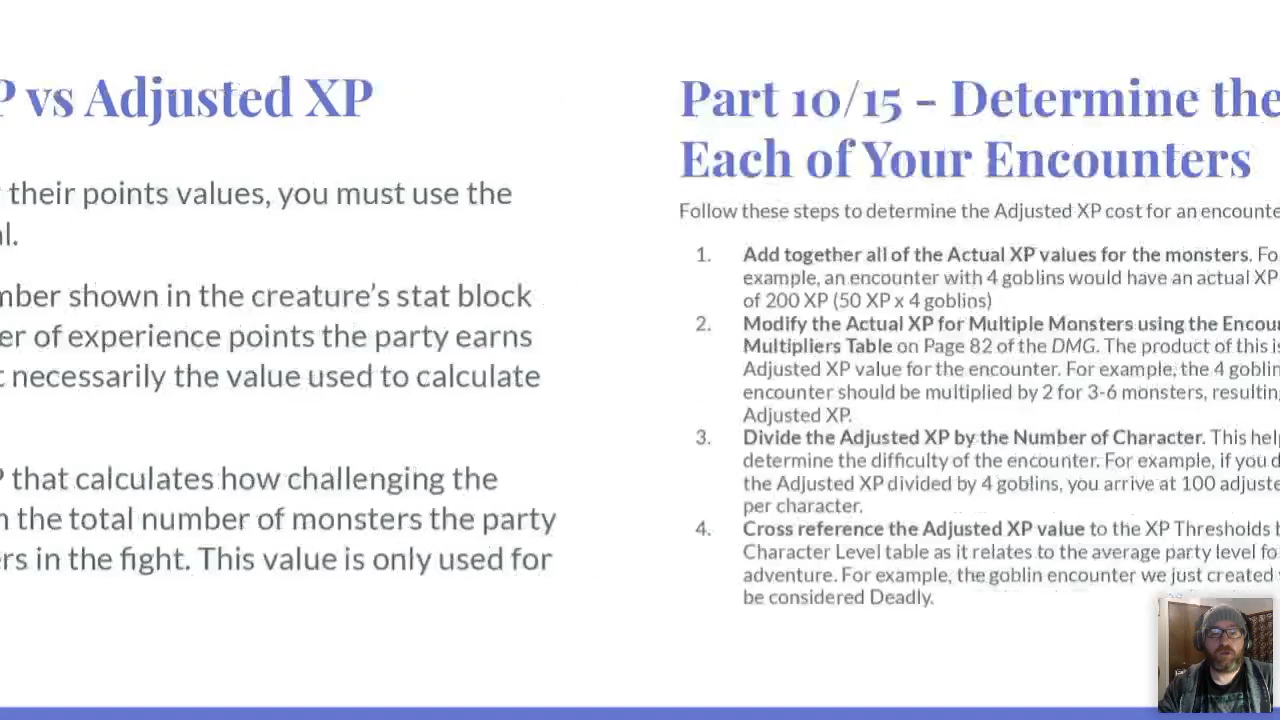 vs Adjusted XP
their points values, you must use the
shown in the creature's stat block
of experience points the party earns
necessarily the value used to calculate
that calculates how challenging the
the total number of monsters the party
in the fight. This value is only used for
Part 10/15 - Determine the
Each of Your Encounters
Follow these steps to determine the Adjusted XP cost for an
1. Add together all of the Actual XP values for the monsters. Fo
example, an encounter with 4 goblins would have an actual XP
of 200 XP (50 XP x 4 goblins)
2. Modify the Actual XP for Multiple Monsters using the
Multipliers Table on Page 82 of the DMG. The product of this is
Adjusted XP value for the encounter. For example, the 4 goblin
encounter should be multiplied by 2 for 3-6 monsters,
Adjusted XP.
3. Divide the Adjusted XP by the Number of Character. This
determine the difficulty of the encounter. For example, if you
the Adjusted XP divided by 4 goblins, you arrive at 100
per character.
4. Cross reference the Adjusted XP value to the XP Thresholds
Character Level table as it relates to the average party level
adventure. For example, the goblin encounter we just created
be considered Deadly.